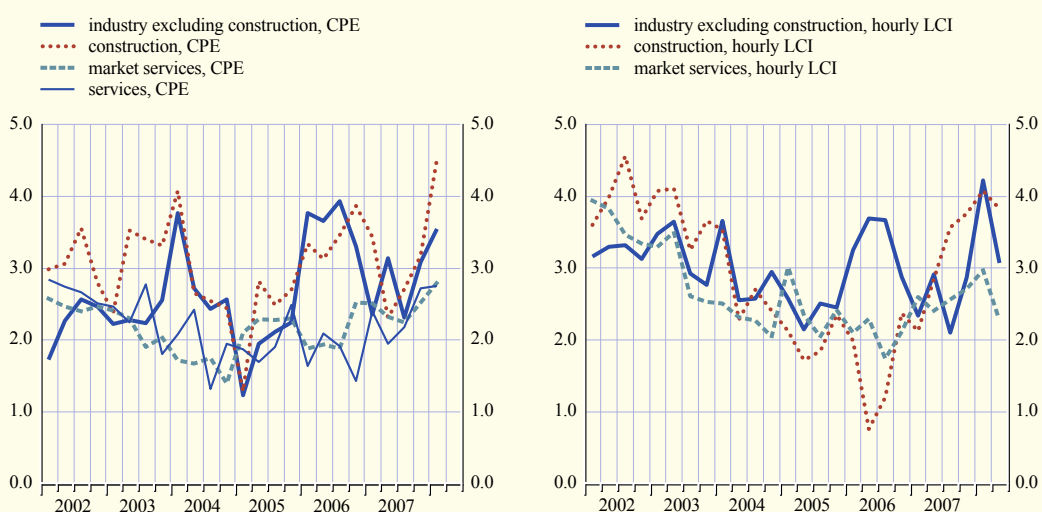 industry excluding construction, CPE
construction, CPE
market services, CPE
services, CPE
5.0 5.0
4.0 4.0
3.0 3.0
2.0 2.0
1.0 1.0
0.0 0.0
2002 2003 2004 2005 2006 2007
industry excluding construction, hourly LCI
construction, hourly LCI
market services, hourly LCI
5.0 5.0
4.0 4.0
3.0 3.0
2.0 2.0
1.0 1.0
0.0 0.0
2002 2003 2004 2005 2006 2007